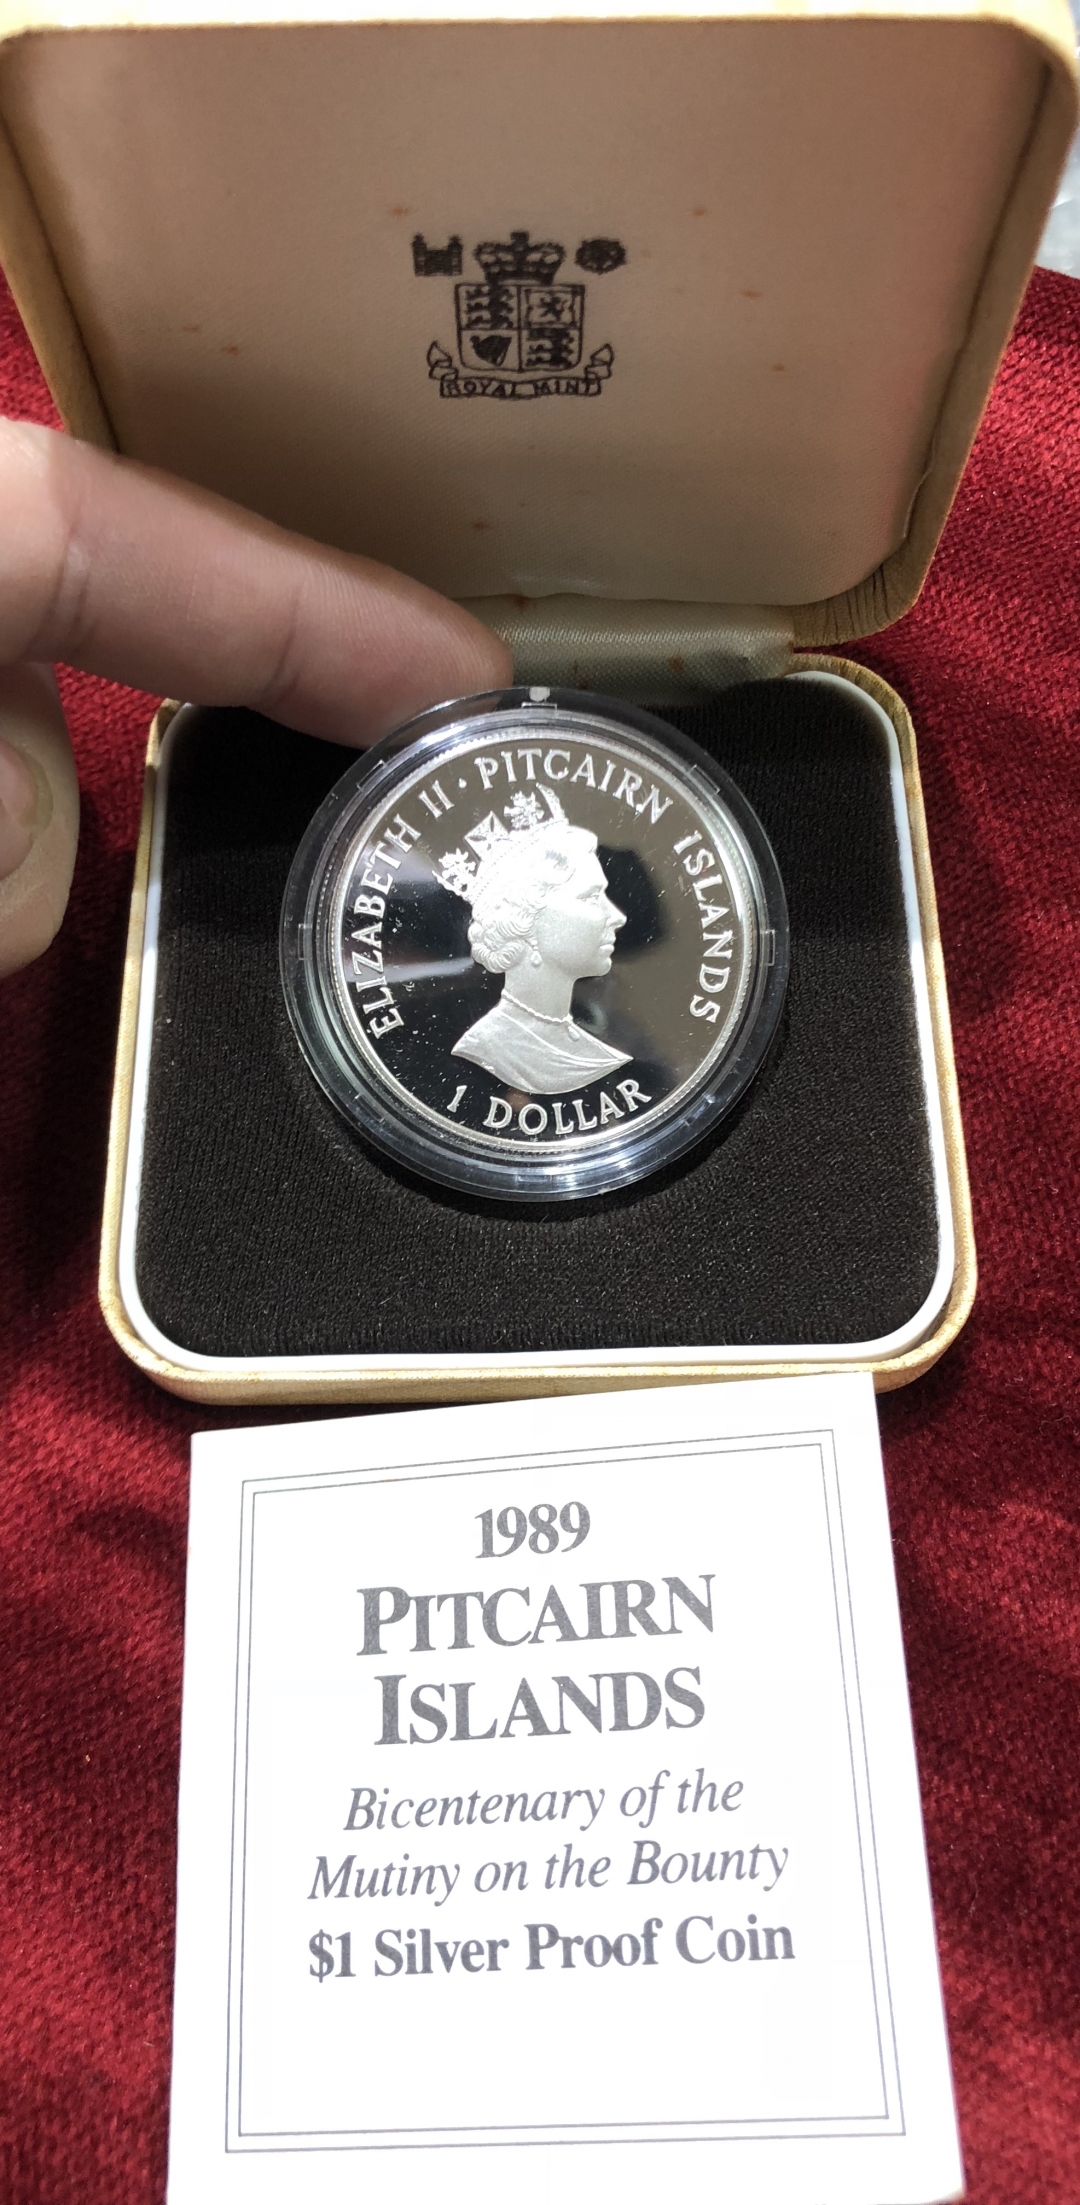 ROYAL MINT
ELIZABETH II · PITCAIRN ISLANDS
1 DOLLAR
1989
PITCAIRN
ISLANDS
Bicentenary of the
Mutiny on the Bounty
$1 Silver Proof Coin